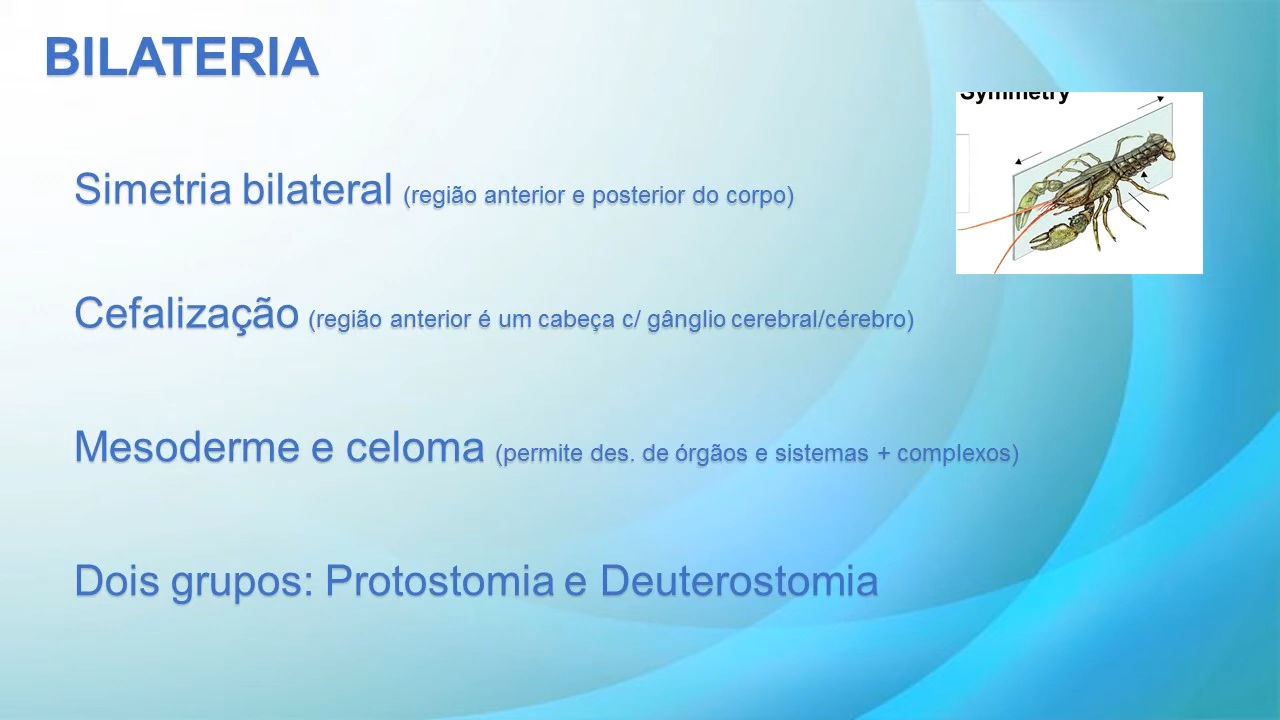 BILATERIA
Symmetry
Simetria bilateral (região anterior e posterior do corpo)
Cefalização (região anterior é um cabeça c/ gânglio cerebral/cérebro)
Mesoderme e celoma (permite des. de órgãos e sistemas + complexos)
Dois grupos: Protostomia e Deuterostomia